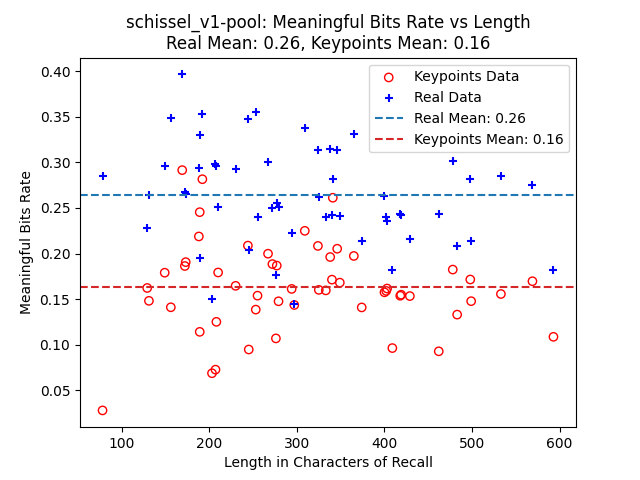 schissel_v1-pool: Meaningful Bits Rate vs Length
Real Mean: 0.26, Keypoints Mean: 0.16
Keypoints Data
Real Data
Real Mean: 0.26
Keypoints Mean: 0.16
Meaningful Bits Rate
0.40
0.35
0.30
0.25
0.20
0.15
0.10
0.05
100
200
300
400
500
600
Length in Characters of Recall